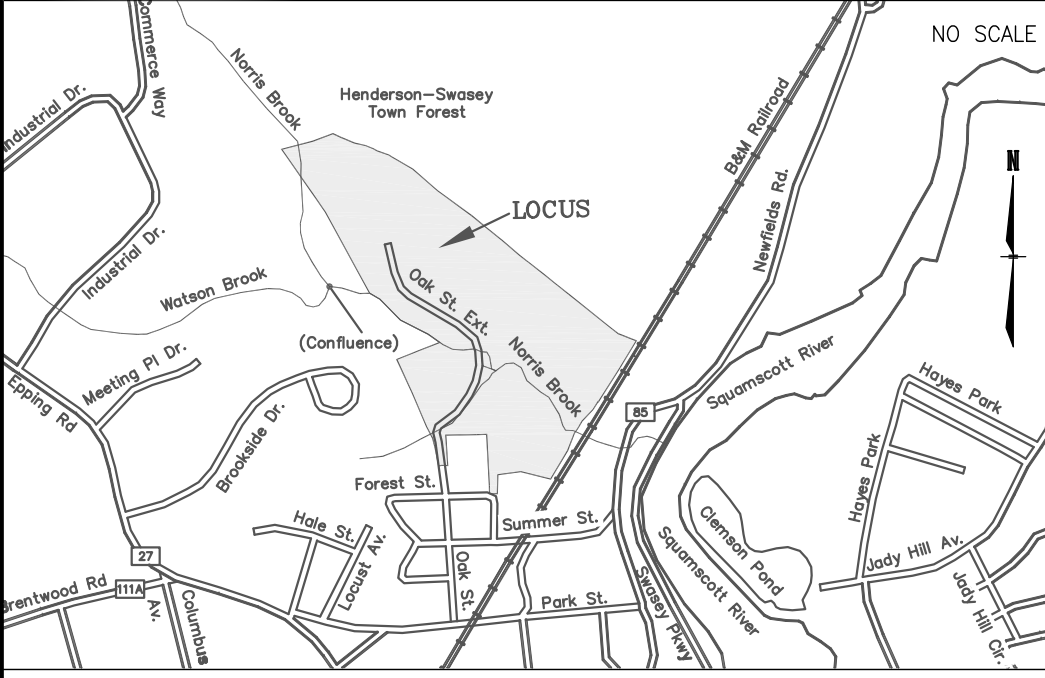 Commerce Way
NO SCALE
Norris Brook
Henderson-Swasey
Town Forest
Industrial Dr.
B&M Railroad
N
Newfields Rd.
LOCUS
Industrial Dr.
Watson Brook
Oak St. Ext.
(Confluence)
Norris Brook
Squamscott River
Meeting Pl Dr.
Epping Rd
Hayes Park
85
Brookside Dr.
Hayes Park
Forest St.
Summer St.
Hale St.
Clemson Pond
Locust Av.
Oak St.
Squamscott River
Jady Hill Av.
27
111A
Brentwood Rd
Av.
Columbus
Park St.
Swasey Pkwy
Jady Hill Cir.